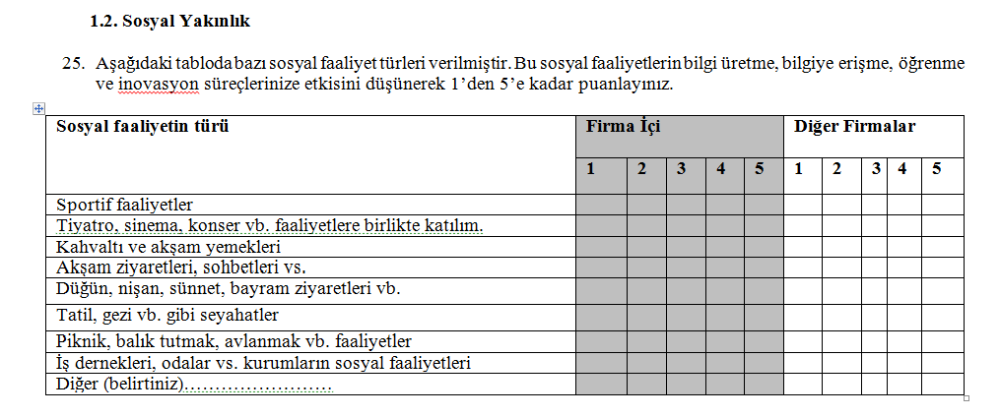 1.2. Sosyal Yakınlık
25. Aşağıdaki tabloda bazı sosyal faaliyet türleri verilmiştir. Bu sosyal faaliyetlerin bilgi üretme, bilgiye erişme, öğrenme
ve inovasyon süreçlerinize etkisini düşünerek 1’den 5’e kadar puanlayınız.
Sosyal faaliyetin türü Firma İçi Diğer Firmalar
1 2 3 4 5 1 2 3 4 5
Sportif faaliyetler
Tiyatro, sinema, konser vb. faaliyetlere birlikte katılım.
Kahvaltı ve akşam yemekleri
Akşam ziyaretleri, sohbetleri vs.
Düğün, nişan, sünnet, bayram ziyaretleri vb.
Tatil, gezi vb. gibi seyahatler
Piknik, balık tutmak, avlanmak vb. faaliyetler
İş dernekleri, odalar vs. kurumların sosyal faaliyetleri
Diğer (belirtiniz)........................